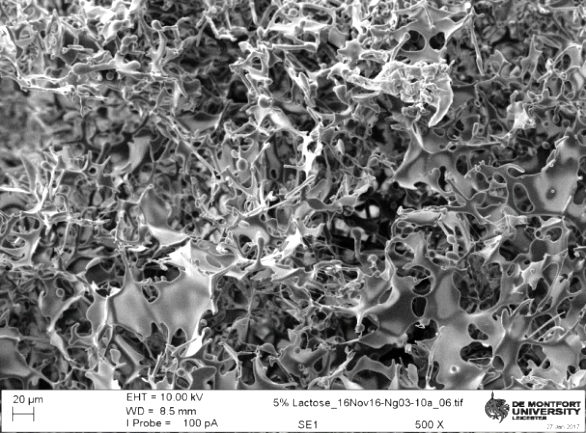 20 µm
EHT = 10.00 kV
WD = 8.5 mm
I Probe = 100 pA
5% Lactose_16Nov16-Ng03-10a_06.tif
SE1
500 X
DE MONTFORT
UNIVERSITY
LEICESTER
27 Jan 2017